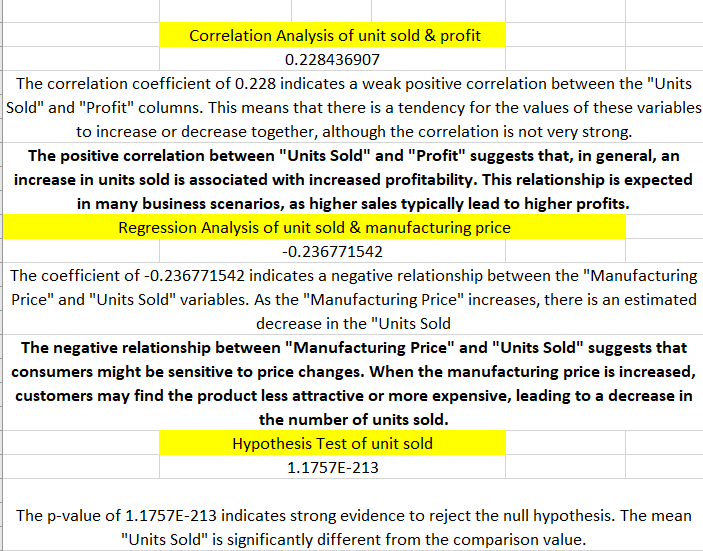 Correlation Analysis of unit sold & profit
0.228436907
The correlation coefficient of 0.228 indicates a weak positive correlation between the "Units
Sold" and "Profit" columns. This means that there is a tendency for the values of these variables
to increase or decrease together, although the correlation is not very strong.
The positive correlation between "Units Sold" and "Profit" suggests that, in general, an
increase in units sold is associated with increased profitability. This relationship is expected
in many business scenarios, as higher sales typically lead to higher profits.
Regression Analysis of unit sold & manufacturing price
-0.236771542
The coefficient of -0.236771542 indicates a negative relationship between the "Manufacturing
Price" and "Units Sold" variables. As the "Manufacturing Price" increases, there is an estimated
decrease in the "Units Sold
The negative relationship between "Manufacturing Price" and "Units Sold" suggests that
consumers might be sensitive to price changes. When the manufacturing price is increased,
customers may find the product less attractive or more expensive, leading to a decrease in
the number of units sold.
Hypothesis Test of unit sold
1.1757E-213
The p-value of 1.1757E-213 indicates strong evidence to reject the null hypothesis. The mean
"Units Sold" is significantly different from the comparison value.